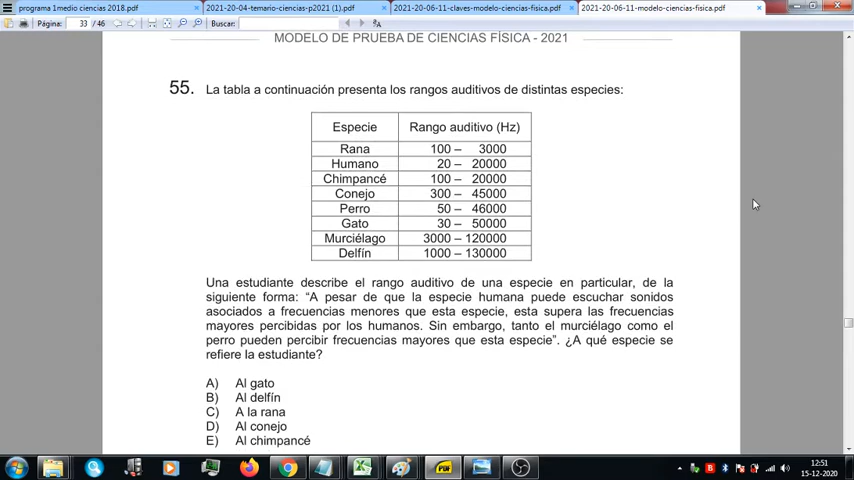 programa 1medio ciencias 2018.pdf
2021-20-04-temario-ciencias-p2021 (1).pdf
2021-20-06-11-claves-modelo-ciencias-fisica.pdf
2021-20-06-11-modelo-ciencias-fisica.pdf
Página: 33 / 46
Buscar:
MODELO DE PRUEBA DE CIENCIAS FÍSICA - 2021
55. La tabla a continuación presenta los rangos auditivos de distintas especies:
Especie Rango auditivo (Hz)
Rana 100 – 3000
Humano 20 – 20000
Chimpancé 100 – 20000
Conejo 300 – 45000
Perro 50 – 46000
Gato 30 – 50000
Murciélago 3000 – 120000
Delfín 1000 – 130000
Una estudiante describe el rango auditivo de una especie en particular, de la
siguiente forma: “A pesar de que la especie humana puede escuchar sonidos
asociados a frecuencias menores que esta especie, esta supera las frecuencias
mayores percibidas por los humanos. Sin embargo, tanto el murciélago como el
perro pueden percibir frecuencias mayores que esta especie”. ¿A qué especie se
refiere la estudiante?
A) Al gato
B) Al delfín
C) A la rana
D) Al conejo
E) Al chimpancé
PDF
12:51
15-12-2020